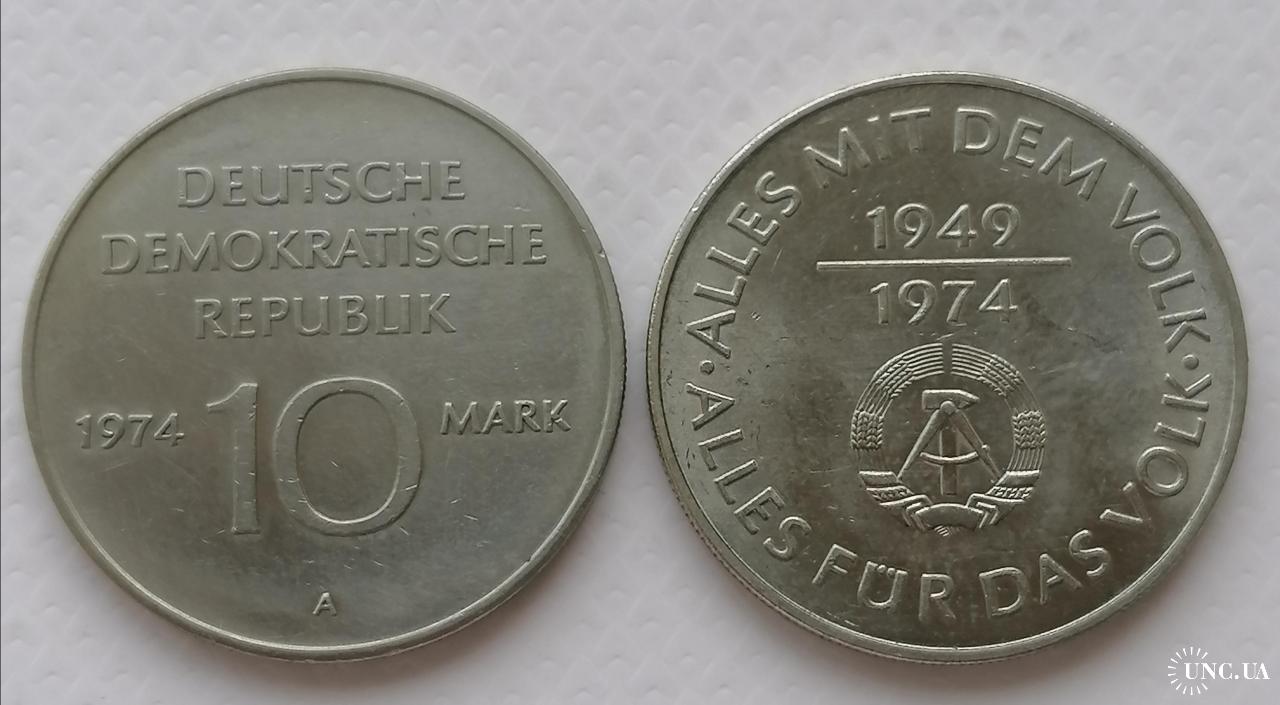 DEUTSCHE
DEMOKRATISCHE
REPUBLIK
1974 10 MARK
A
· ALLES MIT DEM VOLK ·
1949
1974
ALLES FÜR DAS VOLK
UNC.UA